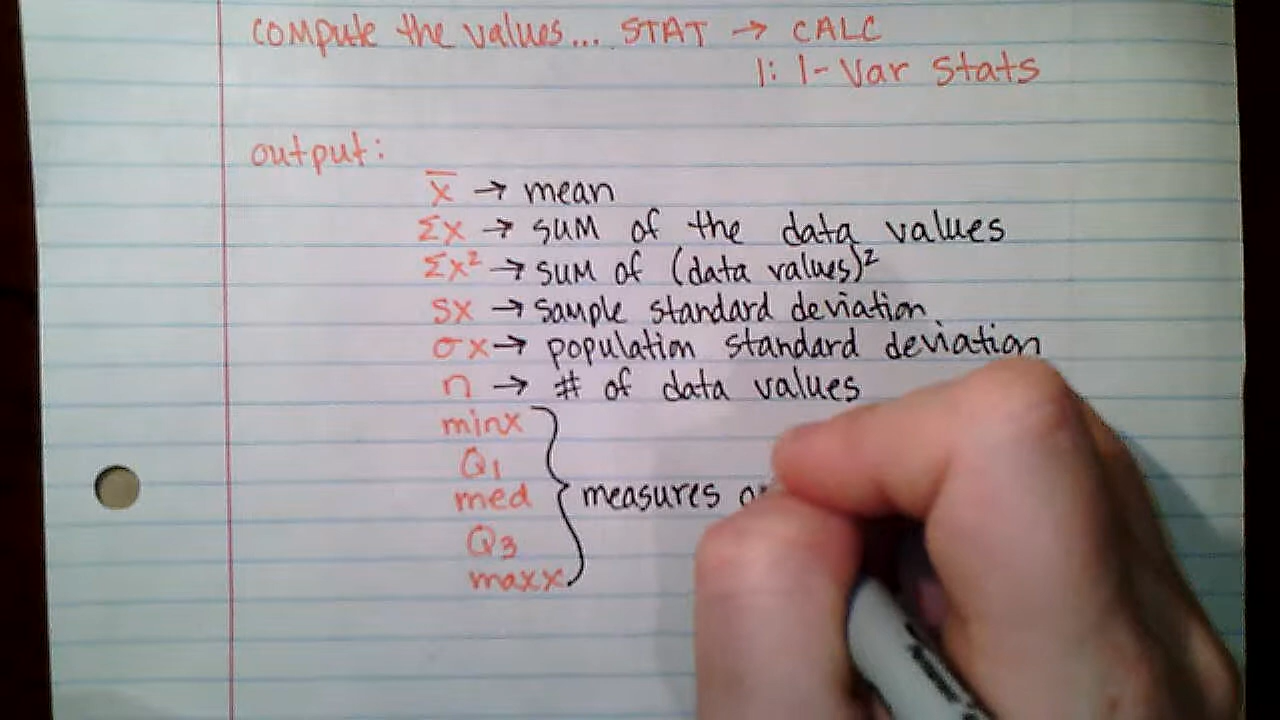 compute the values... STAT → CALC
1: 1-Var Stats
output:
x̅ → mean
Σx → sum of the data values
Σx² → sum of (data values)²
Sx → sample standard deviation
σx → population standard deviation
n → # of data values
minx
Q₁
med
measures
Q₃
maxx